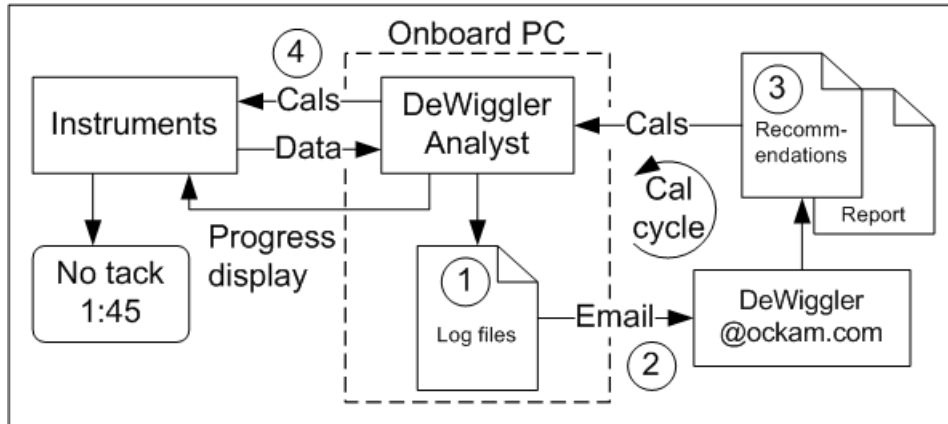 Onboard PC
4
Cals
Data
Instruments
DeWiggler
Analyst
Cals
3
Recomm-
endations
Report
Cal
cycle
Progress
display
No tack
1:45
1
Log files
Email
2
DeWiggler
@ockam.com